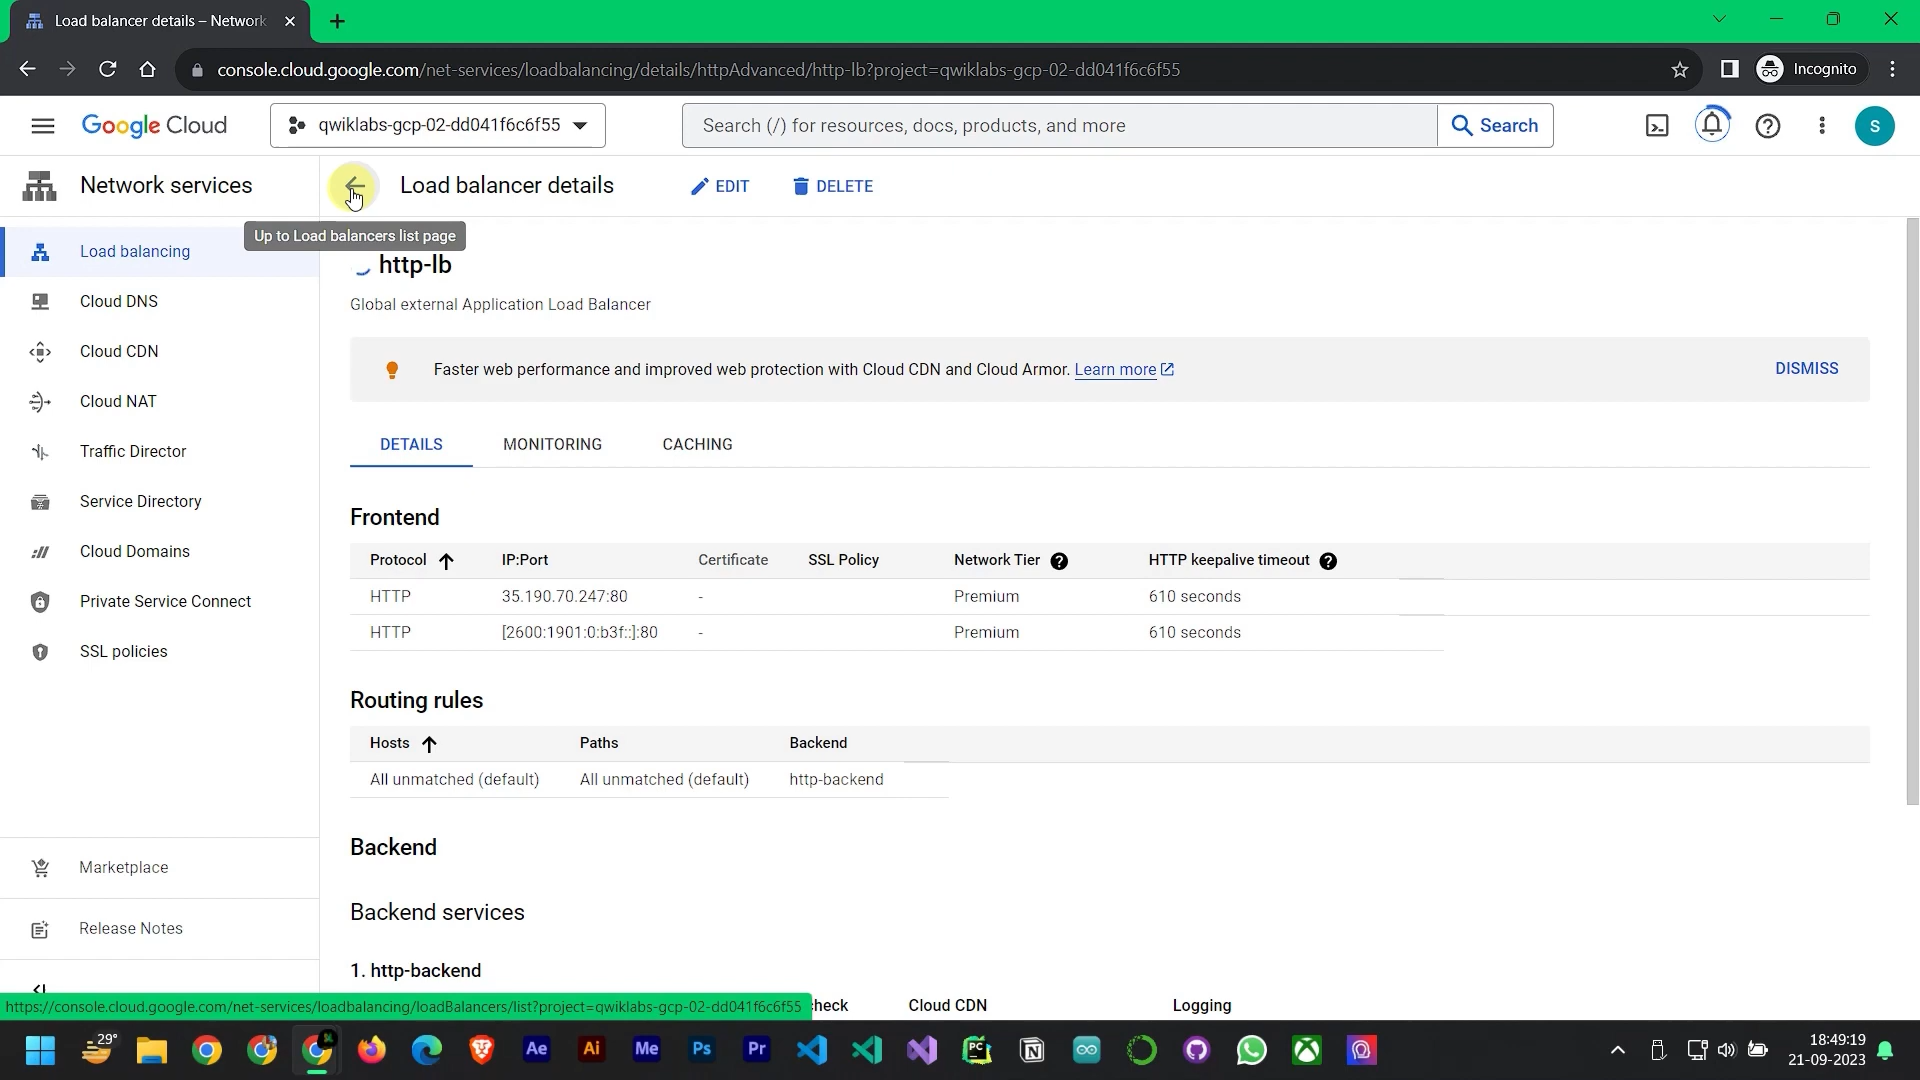 Load balancer details – Network
console.cloud.google.com/net-services/loadbalancing/details/httpAdvanced/http-lb?project=qwiklabs-gcp-02-dd041f6c6f55
Incognito
Google Cloud
qwiklabs-gcp-02-dd041f6c6f55
Search (/) for resources, docs, products, and more
Search
S
Network services
Load balancer details
EDIT
DELETE
Up to Load balancers list page
Load balancing
Cloud DNS
Cloud CDN
Cloud NAT
Traffic Director
Service Directory
Cloud Domains
Private Service Connect
SSL policies
Marketplace
Release Notes
http-lb
Global external Application Load Balancer
Faster web performance and improved web protection with Cloud CDN and Cloud Armor. Learn more
DISMISS
DETAILS MONITORING CACHING
Frontend
Protocol IP:Port Certificate SSL Policy Network Tier HTTP keepalive timeout
HTTP 35.190.70.247:80 - Premium 610 seconds
HTTP [2600:1901:0:b3f::]:80 - Premium 610 seconds
Routing rules
Hosts Paths Backend
All unmatched (default) All unmatched (default) http-backend
Backend
Backend services
1. http-backend
check Cloud CDN Logging
https://console.cloud.google.com/net-services/loadbalancing/loadBalancers/list?project=qwiklabs-gcp-02-dd041f6c6f55
29°
Ae
Ai
Me
Ps
Pr
PC
18:49:19
21-09-2023